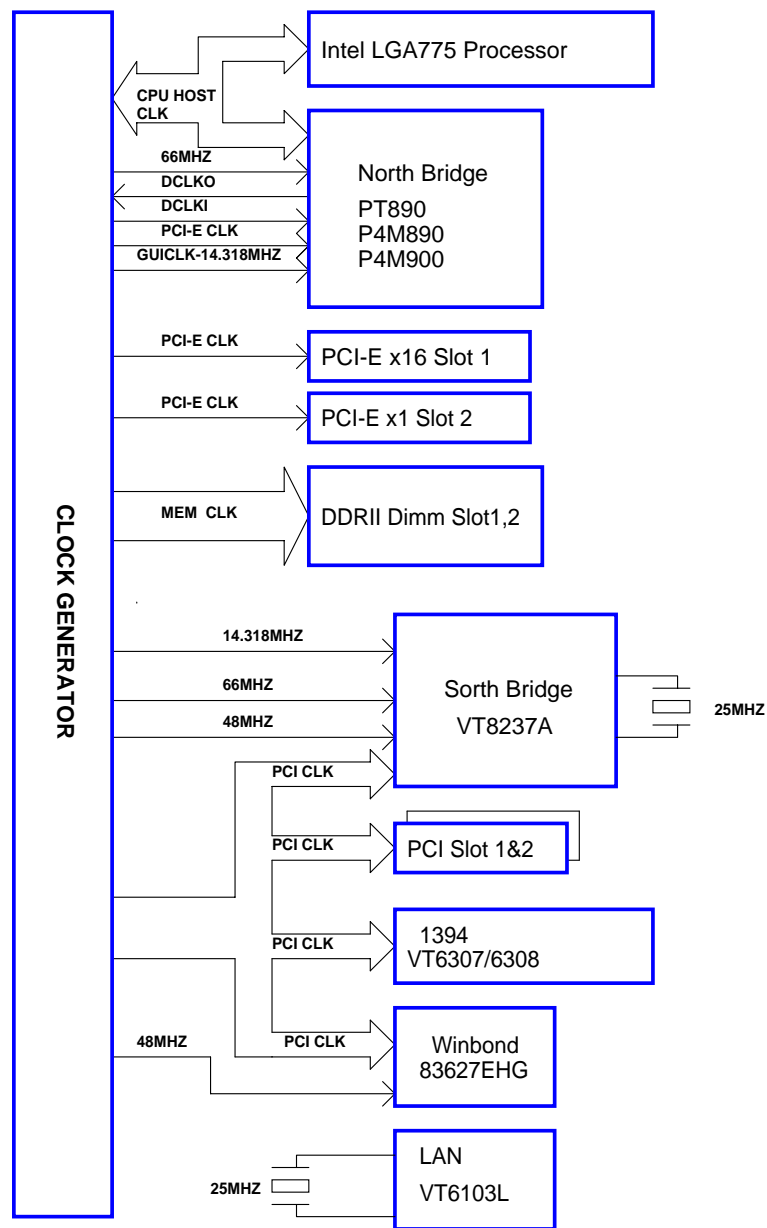 Intel LGA775 Processor
CPU HOST
CLK
66MHZ
DCLKO
DCLKI
PCI-E CLK
GUICLK-14.318MHZ
North Bridge
PT890
P4M890
P4M900
PCI-E CLK
PCI-E x16 Slot 1
PCI-E CLK
PCI-E x1 Slot 2
MEM CLK
DDRII Dimm Slot1,2
CLOCK GENERATOR
14.318MHZ
66MHZ
48MHZ
Sorth Bridge
VT8237A
25MHZ
PCI CLK
PCI CLK
PCI Slot 1&2
PCI CLK
1394
VT6307/6308
48MHZ
PCI CLK
Winbond
83627EHG
25MHZ
LAN
VT6103L